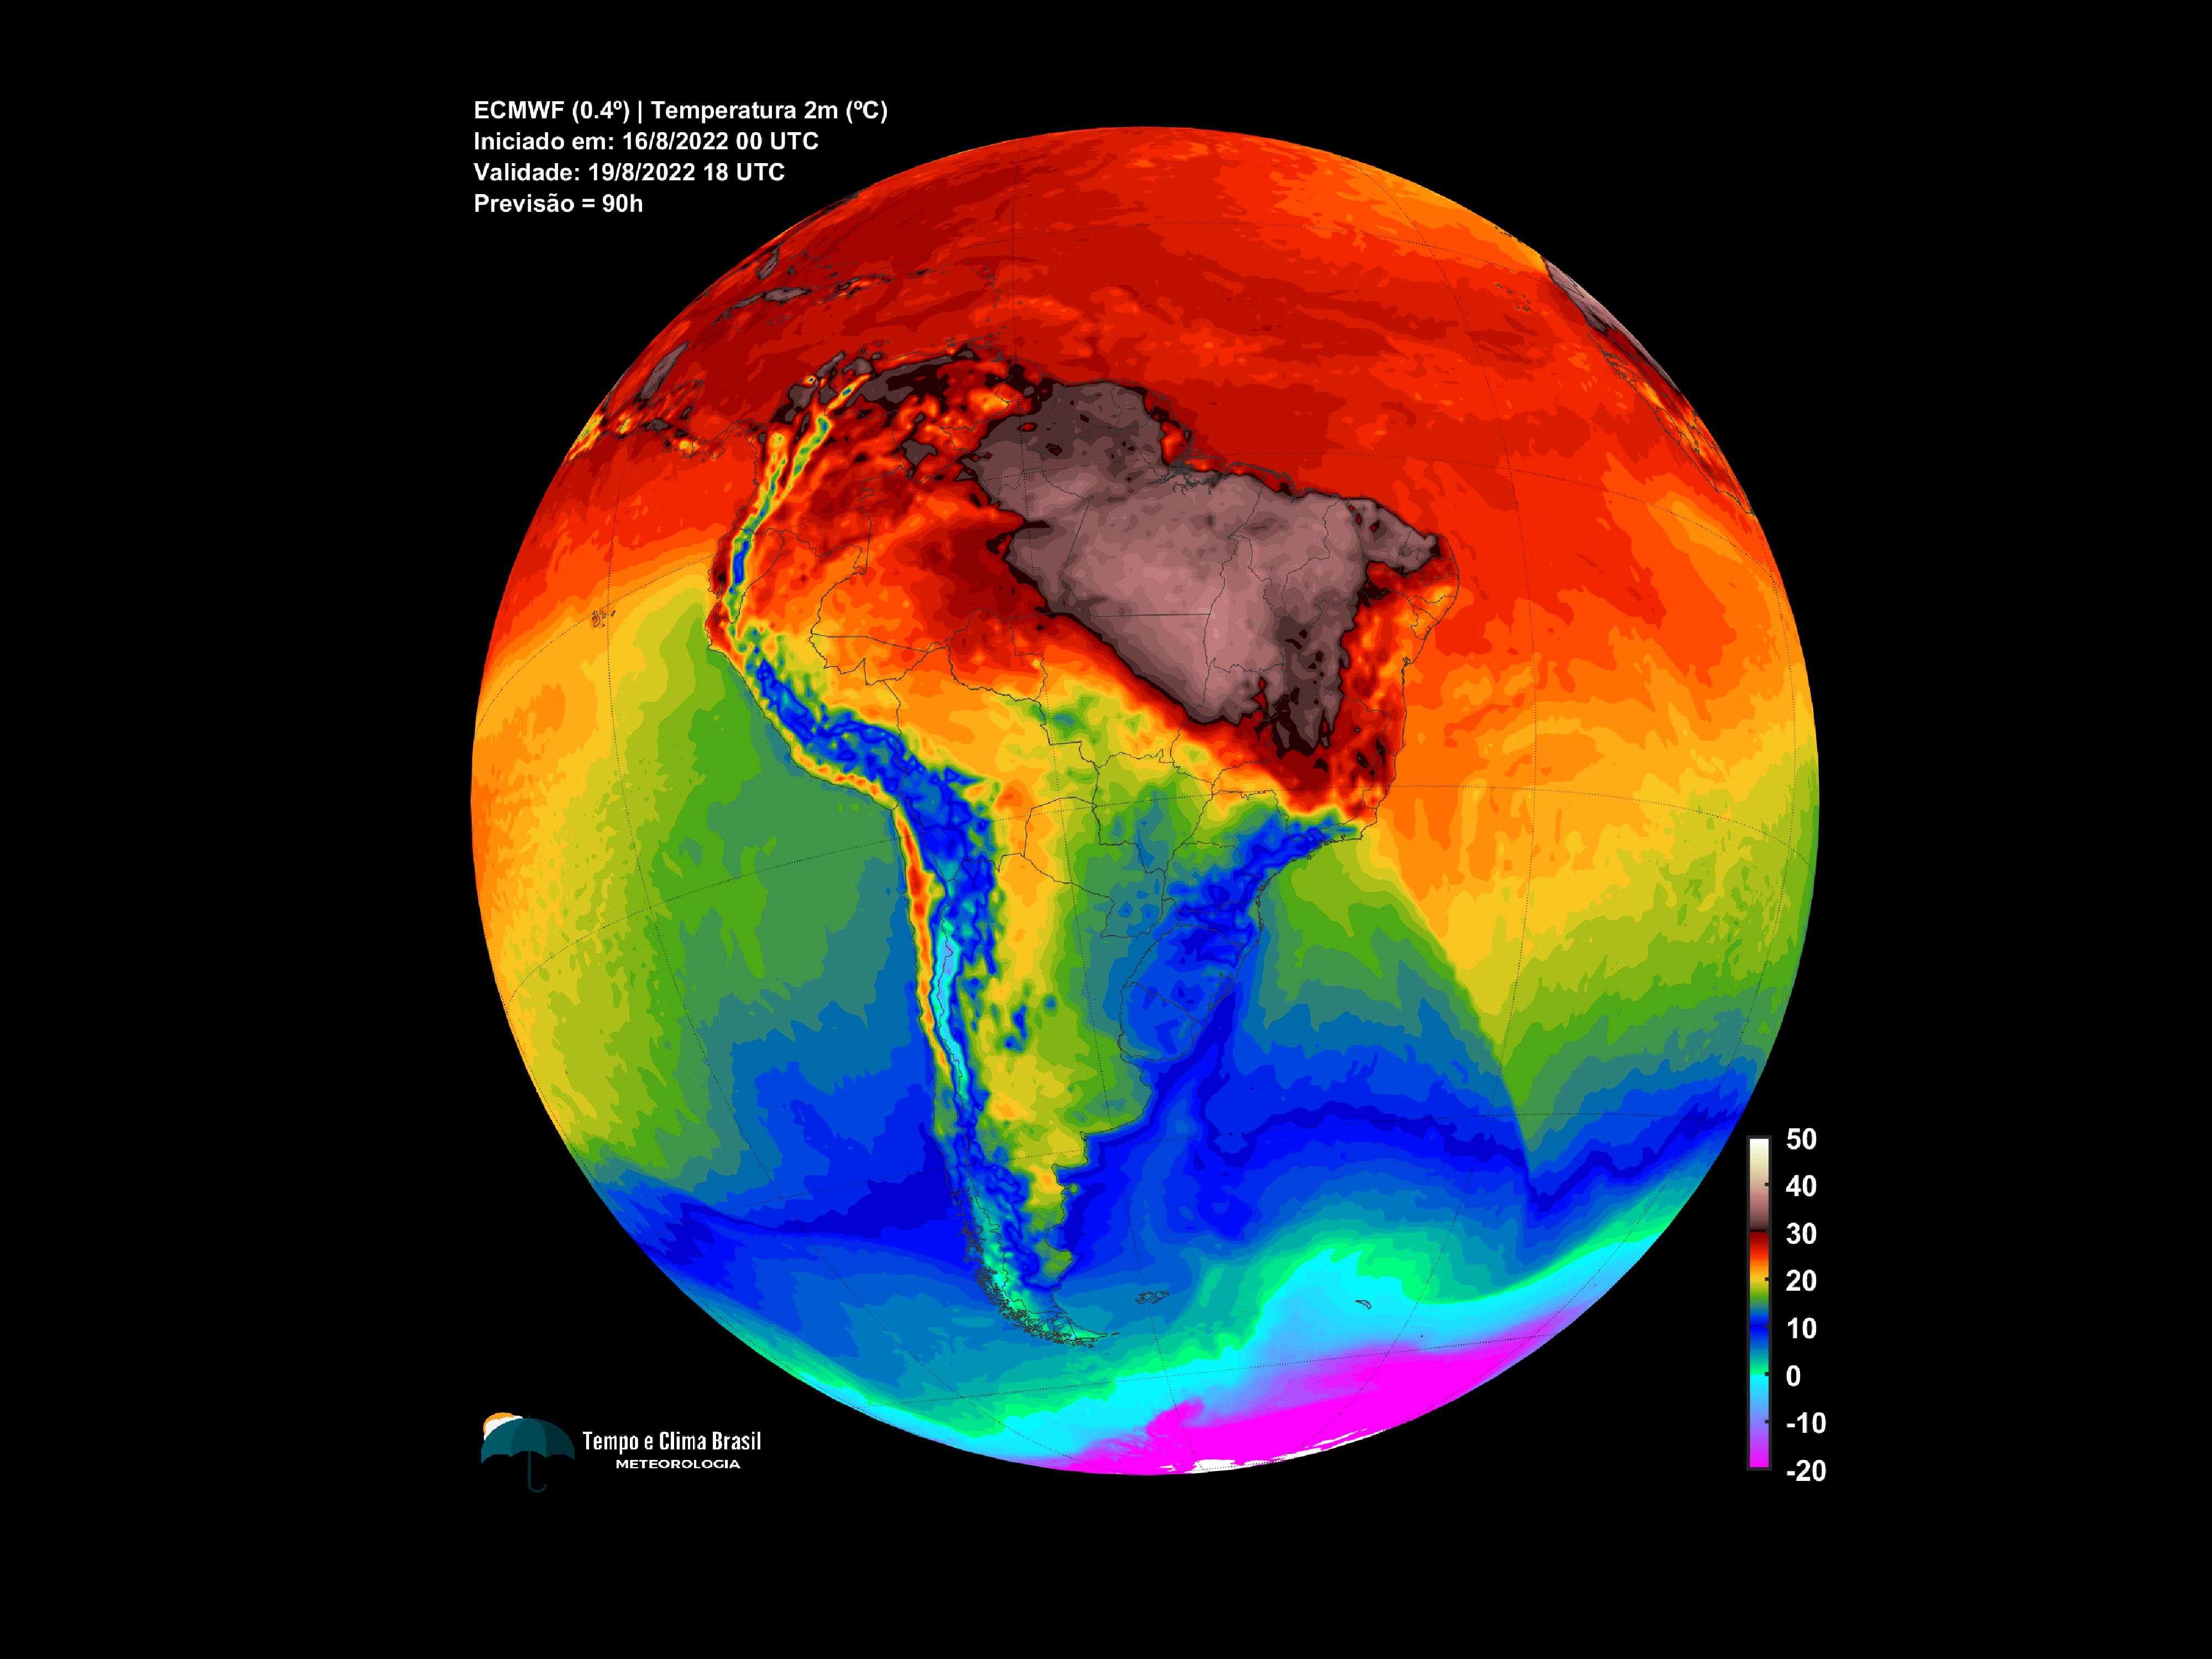 ECMWF (0.4º) | Temperatura 2m (ºC)
Iniciado em: 16/8/2022 00 UTC
Validade: 19/8/2022 18 UTC
Previsão = 90h
50
40
30
20
10
0
-10
-20
Tempo e Clima Brasil
METEOROLOGIA